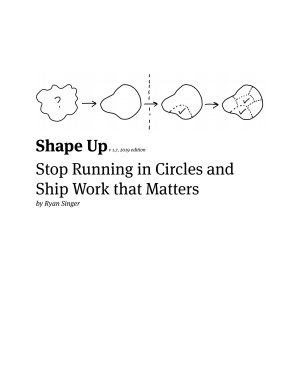 ?
Shape Up v 1.7, 2019 edition
Stop Running in Circles and
Ship Work that Matters
by Ryan Singer